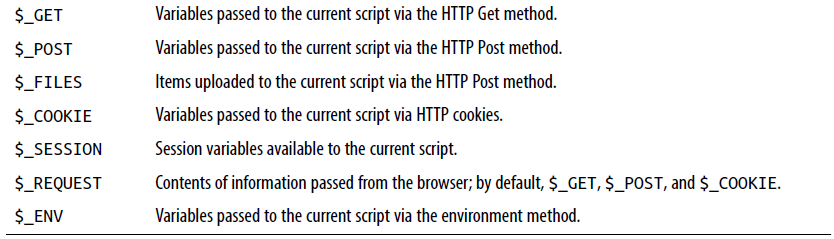 $_GET Variables passed to the current script via the HTTP Get method.
$_POST Variables passed to the current script via the HTTP Post method.
$_FILES Items uploaded to the current script via the HTTP Post method.
$_COOKIE Variables passed to the current script via HTTP cookies.
$_SESSION Session variables available to the current script.
$_REQUEST Contents of information passed from the browser; by default, $_GET, $_POST, and $_COOKIE.
$_ENV Variables passed to the current script via the environment method.